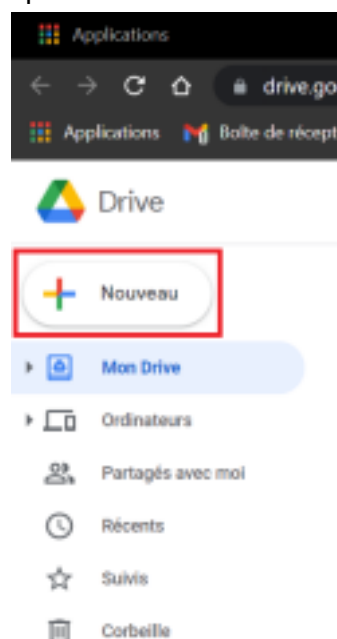 Applications
drive.go
Applications Boîte de récept
Drive
Nouveau
Mon Drive
Ordinateurs
Partagés avec moi
Récents
Suivis
Corbeille